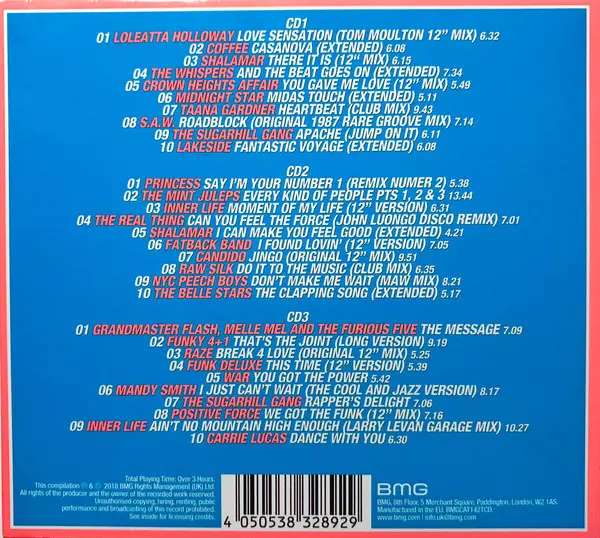 CD1
01 LOLEATTA HOLLOWAY LOVE SENSATION (TOM MOULTON 12" MIX) 6.32
02 COFFEE CASANOVA (EXTENDED) 6.08
03 SHALAMAR THERE IT IS (12" MIX) 6.15
04 THE WHISPERS AND THE BEAT GOES ON (EXTENDED) 7.34
05 CROWN HEIGHTS AFFAIR YOU GAVE ME LOVE (12" MIX) 5.49
06 MIDNIGHT STAR MIDAS TOUCH (EXTENDED) 5.11
07 TAANA GARDNER HEARTBEAT (CLUB MIX) 9.43
08 S.A.W. ROADBLOCK (ORIGINAL 1987 RARE GROOVE MIX) 7.14
09 THE SUGARHILL GANG APACHE (JUMP ON IT) 6.11
10 LAKESIDE FANTASTIC VOYAGE (EXTENDED) 6.08
CD2
01 PRINCESS SAY I'M YOUR NUMBER 1 (REMIX NUMER 2) 5.38
02 THE MINT JULEPS EVERY KIND OF PEOPLE PTS 1, 2 & 3 13.44
03 INNER LIFE MOMENT OF MY LIFE (12" VERSION) 6.31
04 THE REAL THING CAN YOU FEEL THE FORCE (JOHN LUONGO DISCO REMIX) 7.01
05 SHALAMAR I CAN MAKE YOU FEEL GOOD (EXTENDED) 4.21
06 FATBACK BAND I FOUND LOVIN' (12" VERSION) 7.05
07 CANDIDO JINGO (ORIGINAL 12" MIX) 9.51
08 RAW SILK DO IT TO THE MUSIC (CLUB MIX) 6.35
09 NYC PEECH BOYS DON'T MAKE ME WAIT (MAW MIX) 8.21
10 THE BELLE STARS THE CLAPPING SONG (EXTENDED) 5.17
CD3
01 GRANDMASTER FLASH, MELLE MEL AND THE FURIOUS FIVE THE MESSAGE 7.09
02 FUNKY 4+1 THAT'S THE JOINT (LONG VERSION) 9.19
03 RAZE BREAK 4 LOVE (ORIGINAL 12" MIX) 5.25
04 FUNK DELUXE THIS TIME (12" VERSION) 5.39
05 WAR YOU GOT THE POWER 5.42
06 MANDY SMITH I JUST CAN'T WAIT (THE COOL AND JAZZ VERSION) 8.17
07 THE SUGARHILL GANG RAPPER'S DELIGHT 7.06
08 POSITIVE FORCE WE GOT THE FUNK (12" MIX) 7.16
09 INNER LIFE AIN'T NO MOUNTAIN HIGH ENOUGH (LARRY LEVAN GARAGE MIX) 10.27
10 CARRIE LUCAS DANCE WITH YOU 6.30
Total Playing Time: Over 3 Hours.
This compilation ℗ & © 2018 BMG Rights Management (UK) Ltd.
All rights of the producer and the owner of the recorded work reserved.
Unauthorised copying, hiring, renting, public
performance and broadcasting of this record prohibited.
See inside for licensing credits.
4 050538 328929
BMG
BMG, 8th Floor, 5 Merchant Square, Paddington, London, W2 1AS.
Manufactured in the EU. BMGCAT142TCD.
www.bmg.com | info.uk@bmg.com